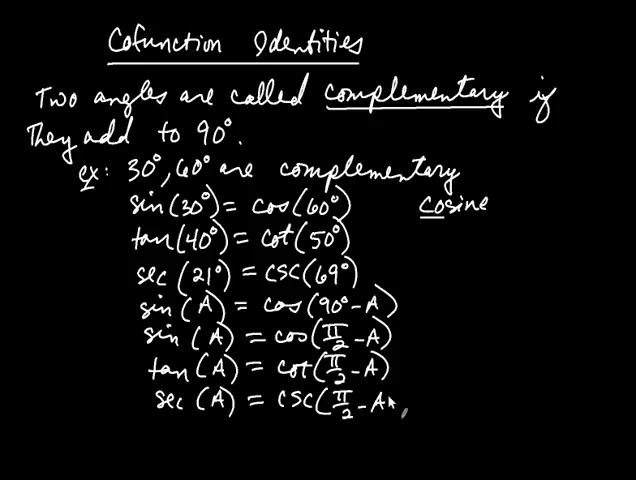 Cofunction Identities
Two angles are called complementary if
They add to 90°.
ex: 30°, 60° are complementary
sin(30°) = cos(60°) cosine
tan(40°) = cot(50°)
sec(21°) = csc(69°)
sin(A) = cos(90° - A)
sin(A) = cos(π/2 - A)
tan(A) = cot(π/2 - A)
sec(A) = csc(π/2 - A